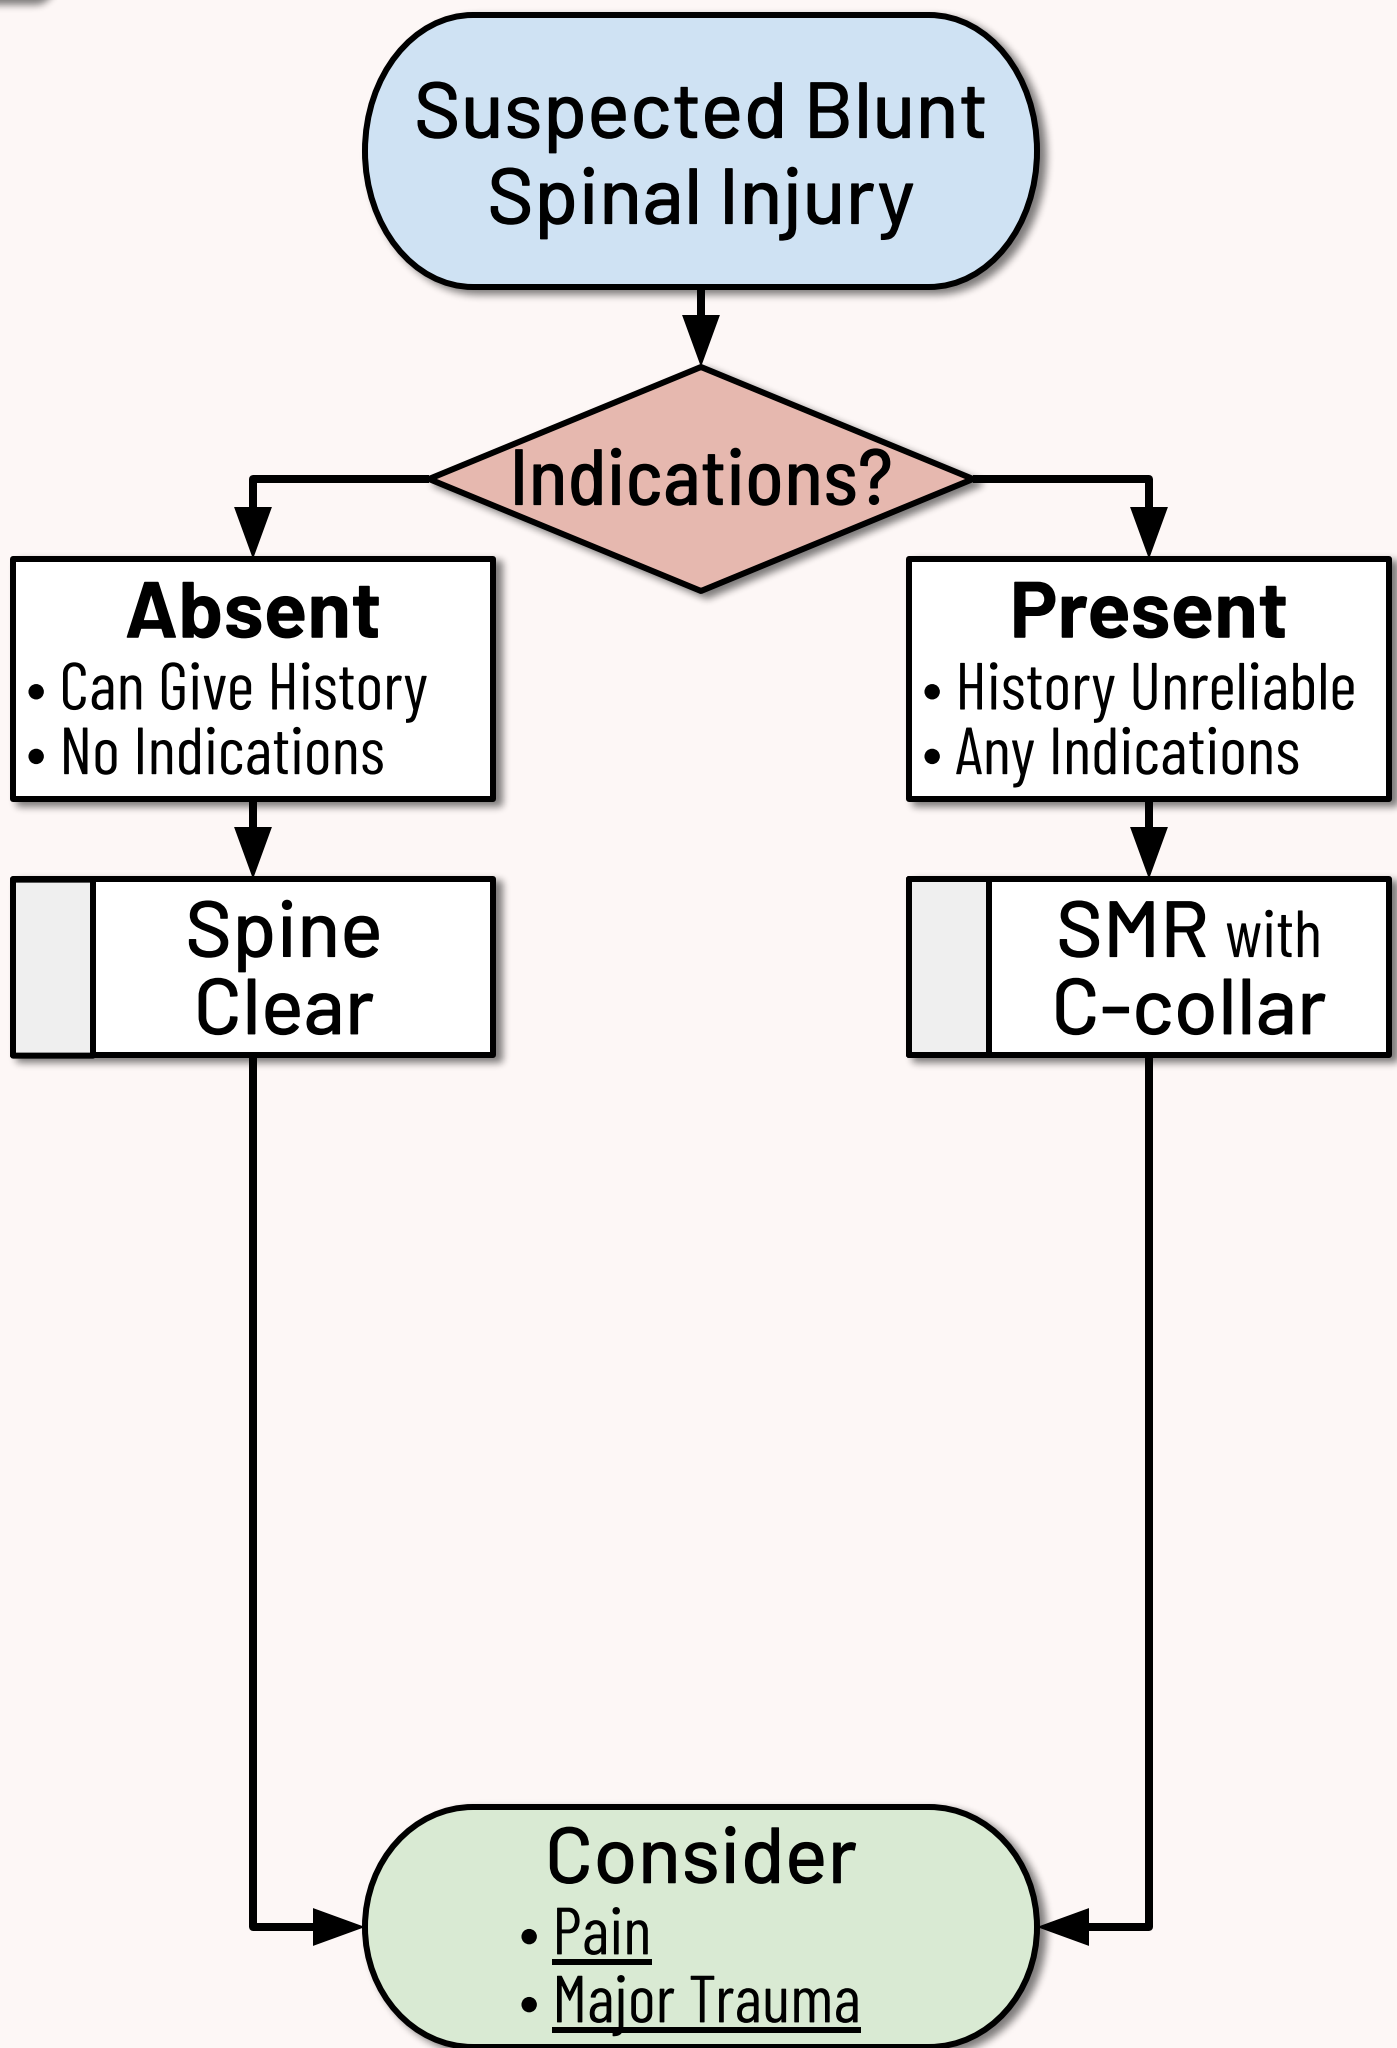 Suspected Blunt
Spinal Injury
Indications?
Absent
• Can Give History
• No Indications
Present
• History Unreliable
• Any Indications
Spine
Clear
SMR with
C-collar
Consider
• Pain
• Major Trauma